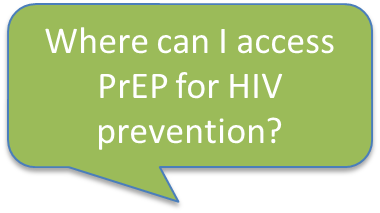 Where can I access
PrEP for HIV
prevention?